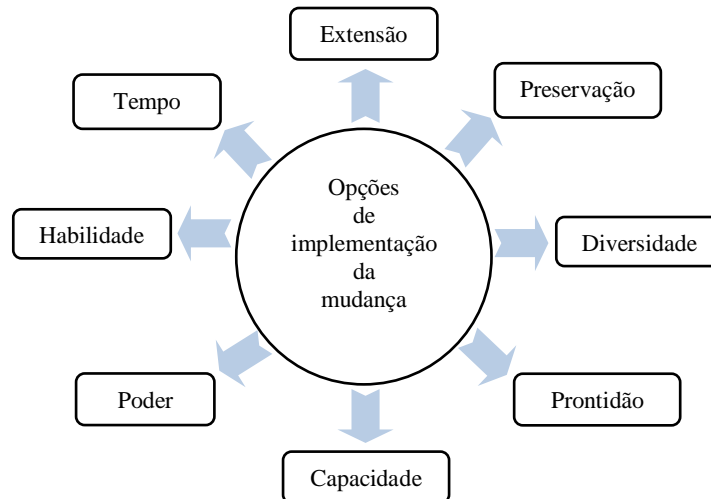 Extensão
Tempo
Preservação
Opções
de
implementação
da
mudança
Habilidade
Diversidade
Poder
Prontidão
Capacidade